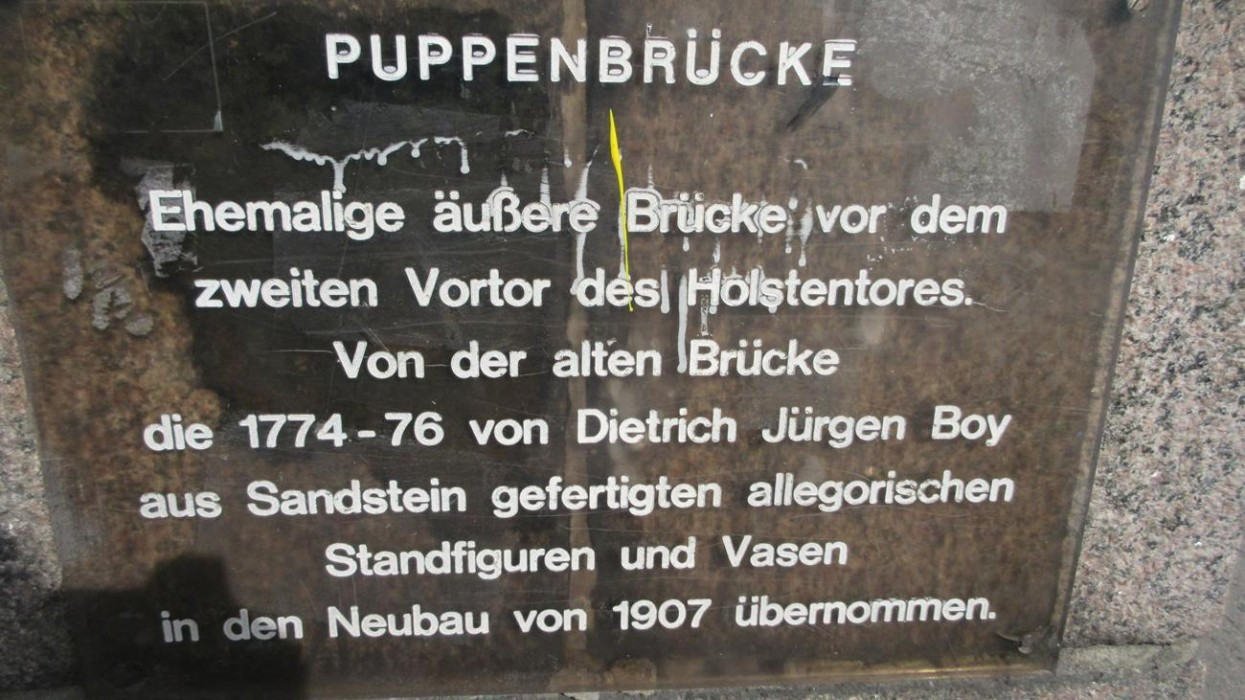 PUPPENBRÜCKE
Ehemalige äußere Brücke vor dem
zweiten Vortor des Holstentores.
Von der alten Brücke
die 1774-76 von Dietrich Jürgen Boy
aus Sandstein gefertigten allegorischen
Standfiguren und Vasen
in den Neubau von 1907 übernommen.